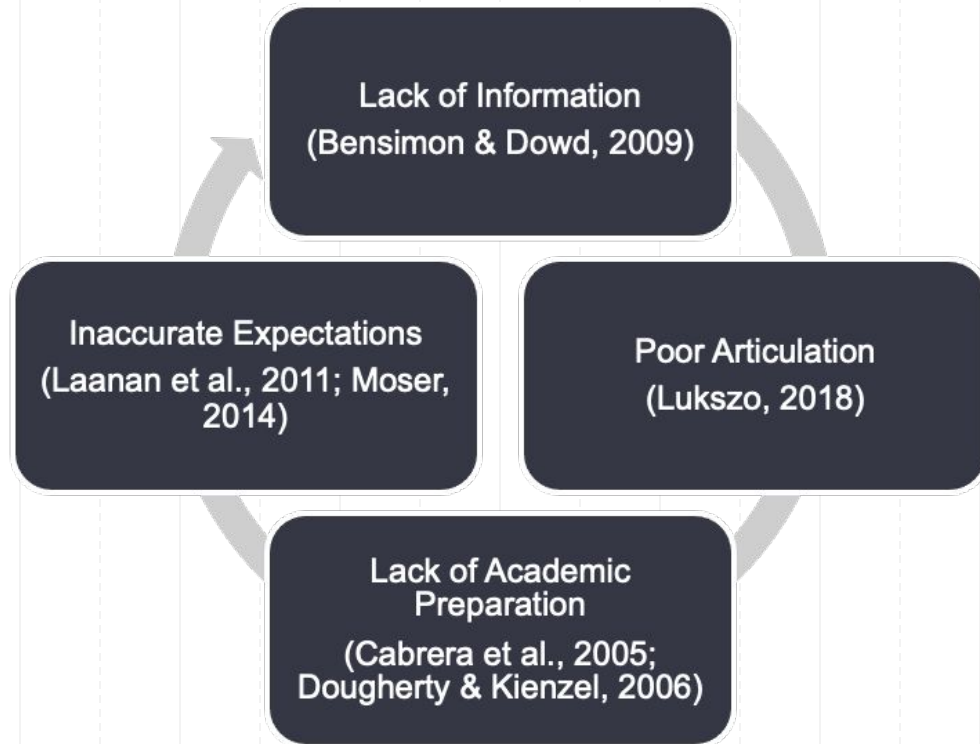 Lack of Information
(Bensimon & Dowd, 2009)
Inaccurate Expectations
(Laanan et al., 2011; Moser,
2014)
Poor Articulation
(Lukszo, 2018)
Lack of Academic
Preparation
(Cabrera et al., 2005;
Dougherty & Kienzel, 2006)